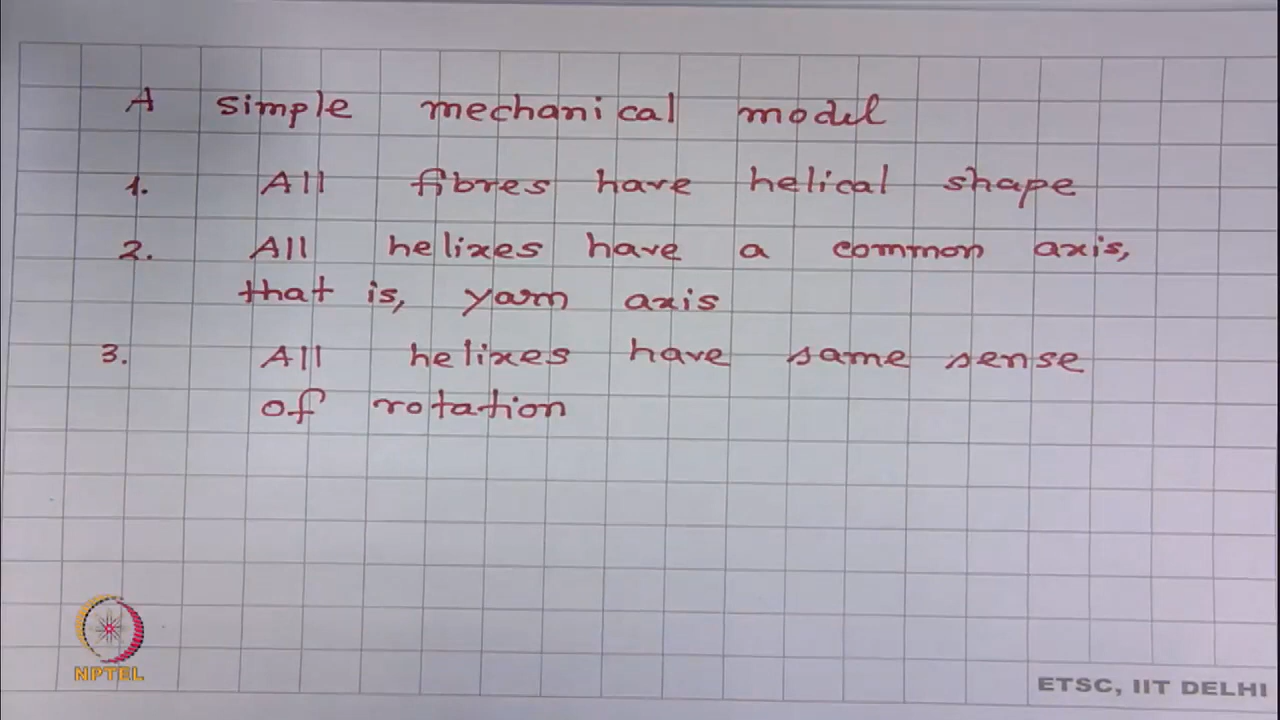 A simple mechanical model
1. All fibres have helical shape
2. All helixes have a common axis,
that is, yarn axis
3. All helixes have same sense
of rotation
NPTEL
ETSC, IIT DELHI